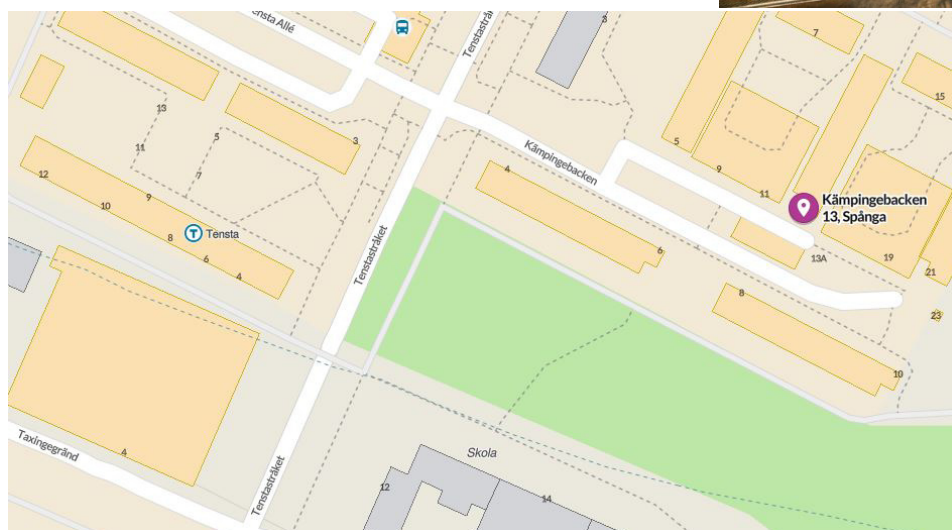 Tensta Allé
Tenstastråket
3
7
15
13
5
11
7
3
Kämpingebacken
5
9
11
12
9
10
8
6
4
Tensta
4
6
Kämpingebacken
13, Spånga
13A
19
21
23
8
10
Tenstastråket
Taxingegränd
4
Tenstastråket
Skola
12
14